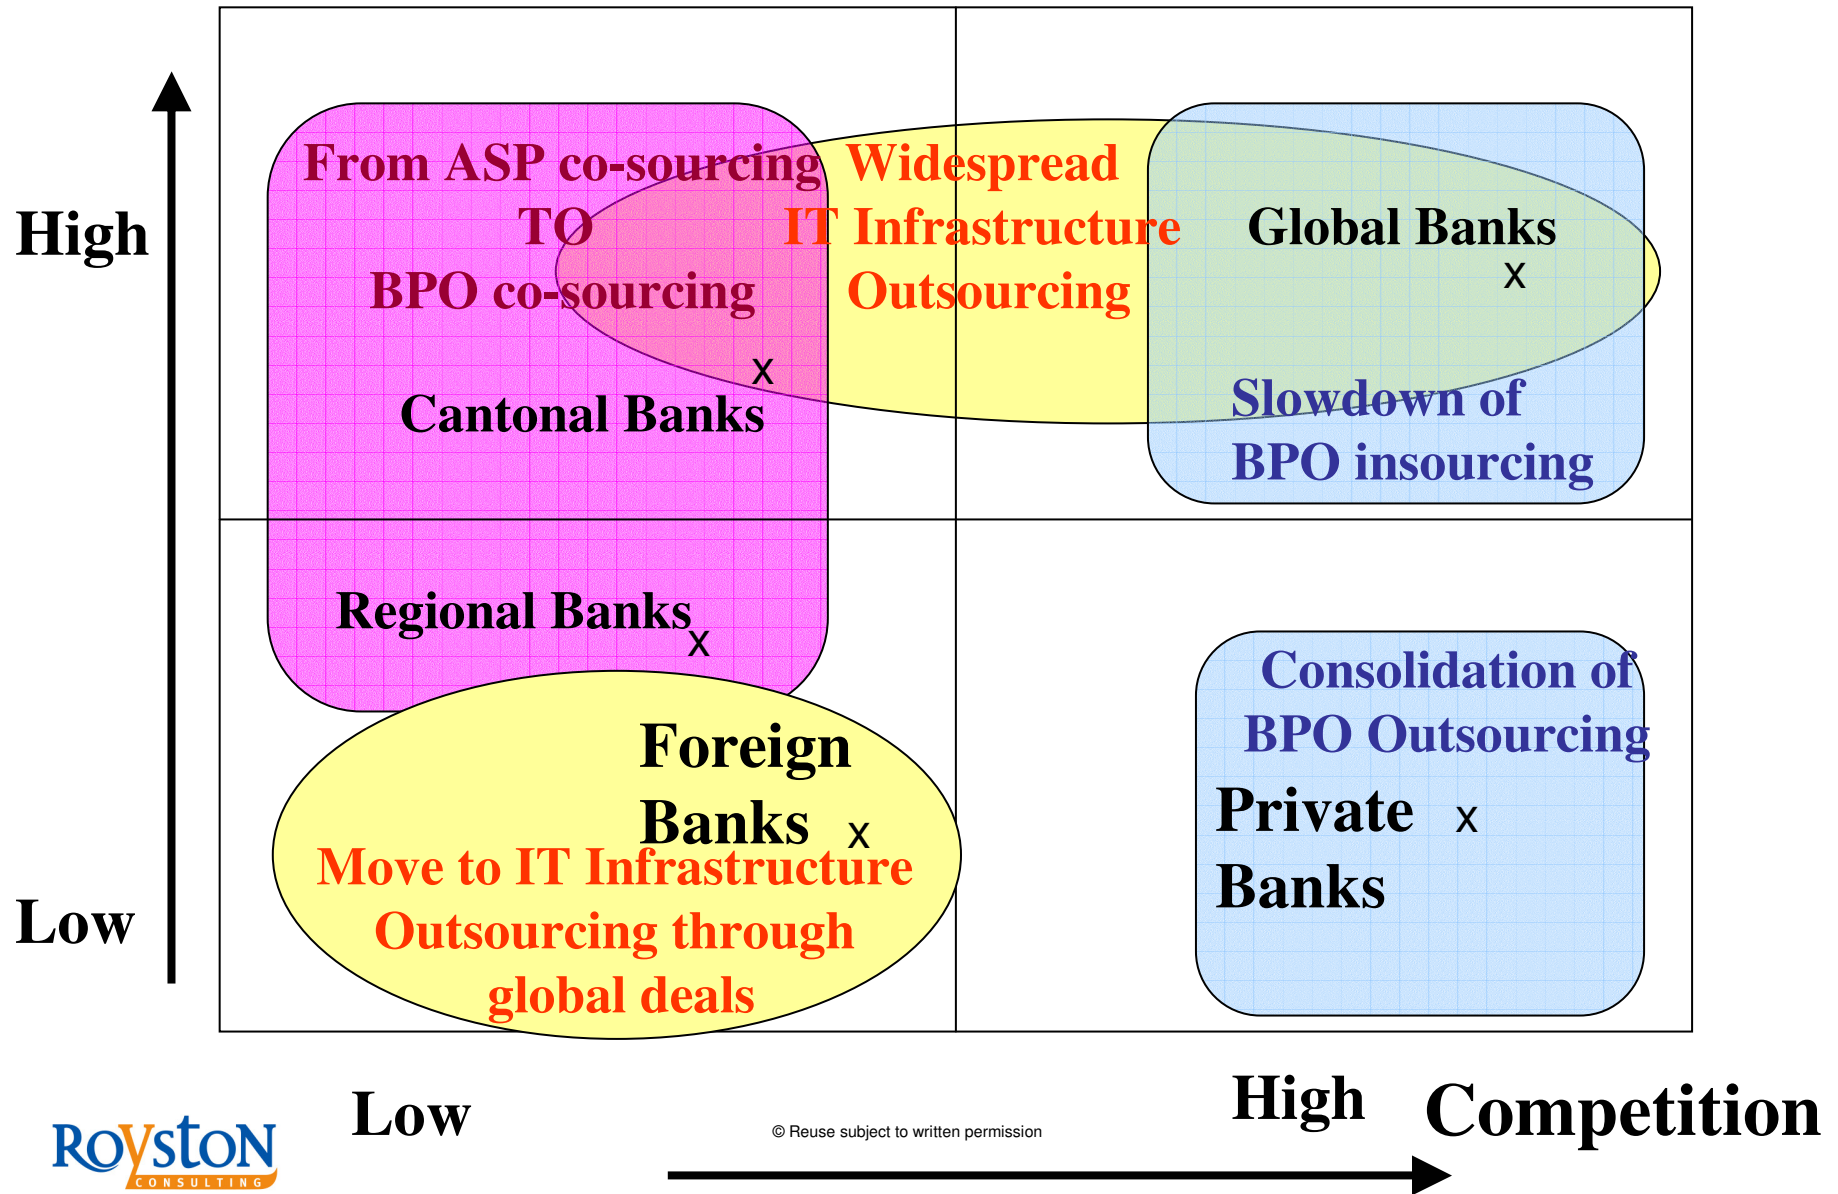 High
Low
From ASP co-sourcing
TO
BPO co-sourcing
x
Cantonal Banks
Widespread
IT Infrastructure
Outsourcing
Global Banks
x
Slowdown of
BPO insourcing
Regional Banks
x
Foreign
Banks x
Move to IT Infrastructure
Outsourcing through
global deals
Consolidation of
BPO Outsourcing
Private x
Banks
Low
High
Competition
© Reuse subject to written permission
ROYSTON
CONSULTING